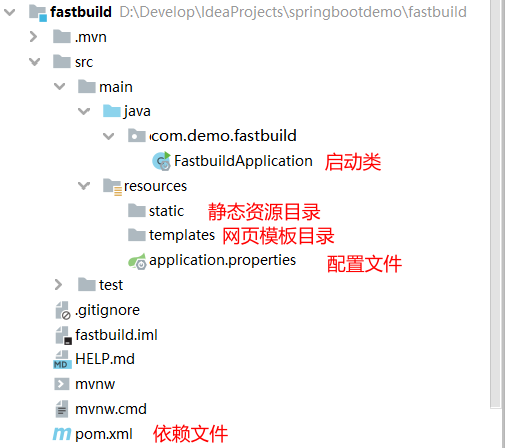 fastbuild D:\Develop\IdeaProjects\springbootdemo\fastbuild
.mvn
src
main
java
com.demo.fastbuild
FastbuildApplication 启动类
resources
static 静态资源目录
templates 网页模板目录
application.properties 配置文件
test
.gitignore
fastbuild.iml
MD HELP.md
mvnw
mvnw.cmd
m pom.xml 依赖文件